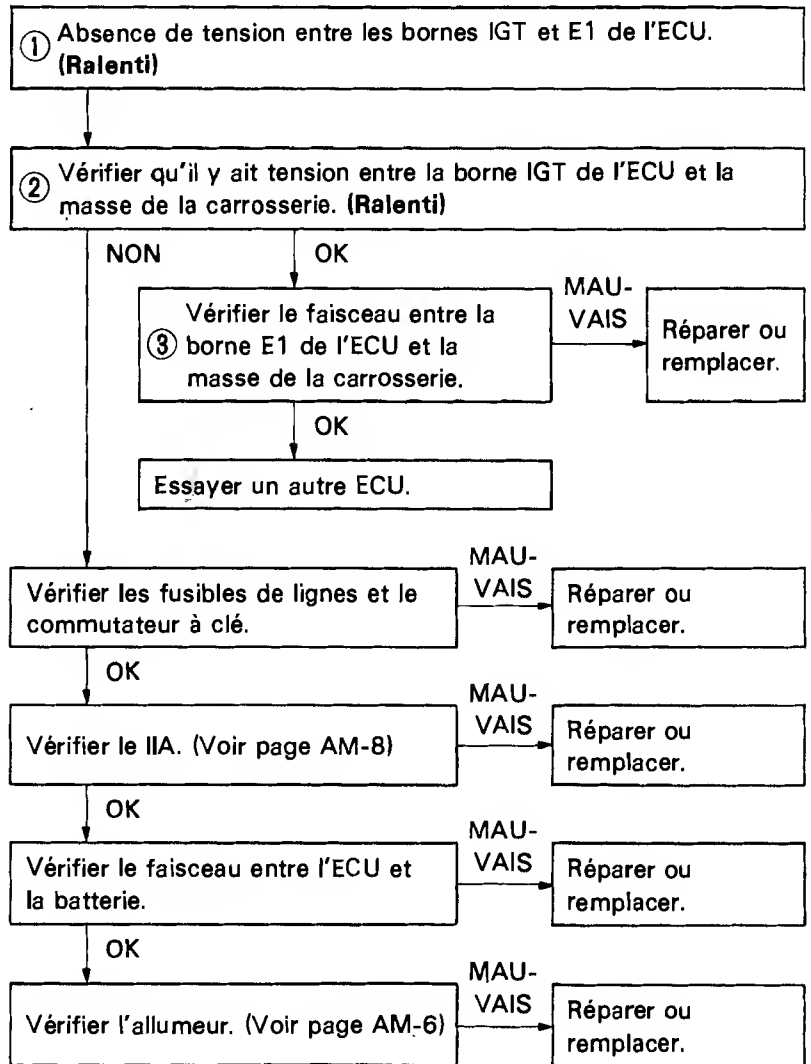 ① Absence de tension entre les bornes IGT et E1 de l'ECU.
(Ralenti)
② Vérifier qu'il y ait tension entre la borne IGT de l'ECU et la
masse de la carrosserie. (Ralenti)
NON
OK
③ Vérifier le faisceau entre la
borne E1 de l'ECU et la
masse de la carrosserie.
MAU-
VAIS
Réparer ou
remplacer.
OK
Essayer un autre ECU.
Vérifier les fusibles de lignes et le
commutateur à clé.
MAU-
VAIS
Réparer ou
remplacer.
OK
Vérifier le IIA. (Voir page AM-8)
MAU-
VAIS
Réparer ou
remplacer.
OK
Vérifier le faisceau entre l'ECU et
la batterie.
MAU-
VAIS
Réparer ou
remplacer.
OK
Vérifier l'allumeur. (Voir page AM-6)
MAU-
VAIS
Réparer ou
remplacer.